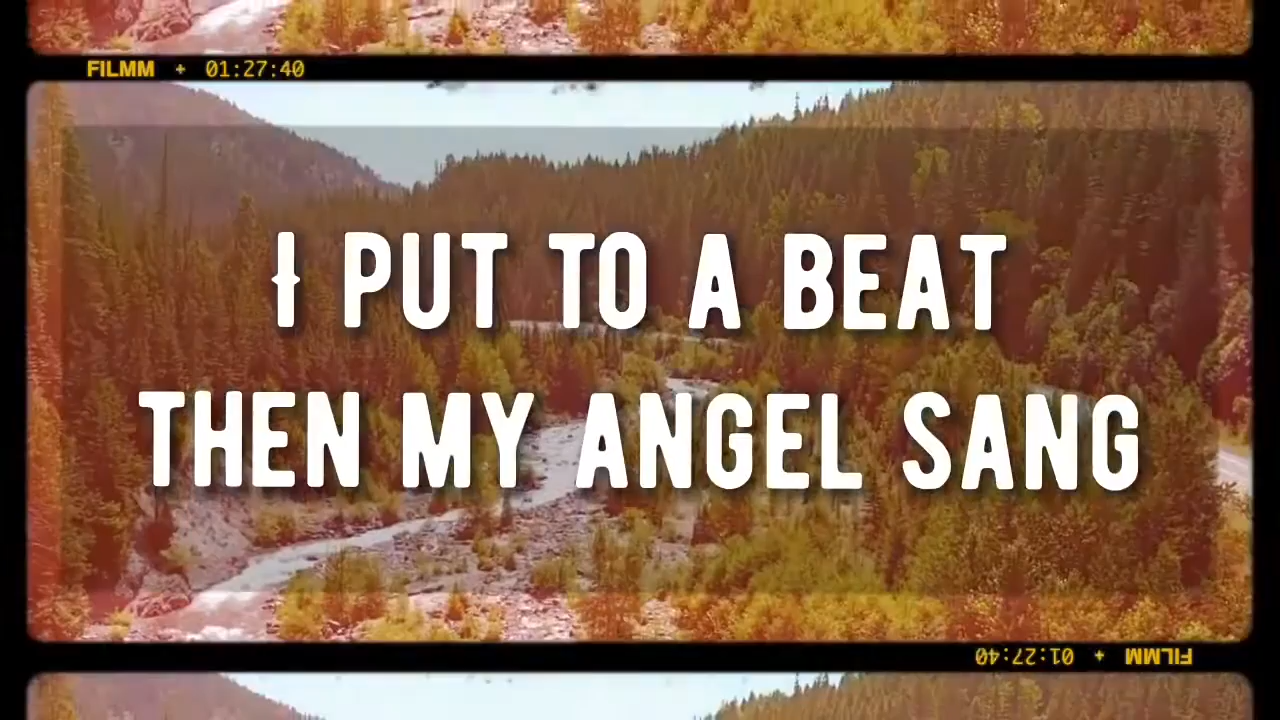 FILMM + 01:27:40
I PUT TO A BEAT
THEN MY ANGEL SANG
FILMM + 01:27:40